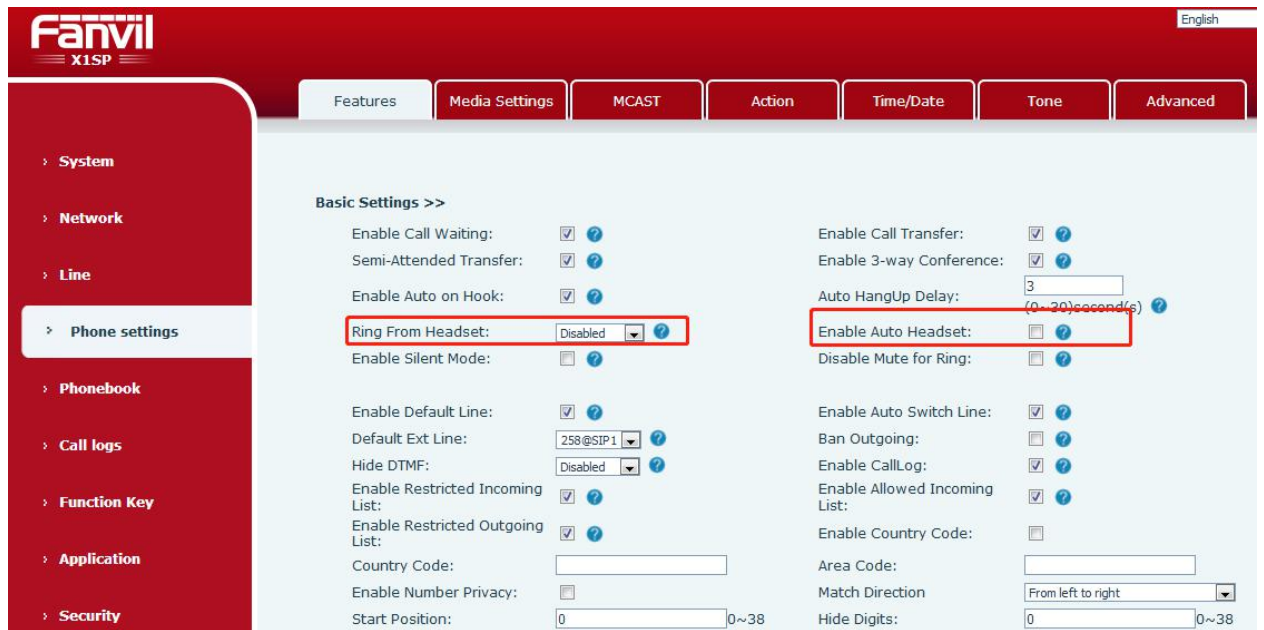 English
Fanvil
X1SP
Features Media Settings MCAST Action Time/Date Tone Advanced
› System
› Network
› Line
› Phone settings
› Phonebook
› Call logs
› Function Key
› Application
› Security
Basic Settings >>
Enable Call Waiting: ? Enable Call Transfer: ?
Semi-Attended Transfer: ? Enable 3-way Conference: ?
Enable Auto on Hook: ? Auto HangUp Delay: 3
(0~30)second(s) ?
Ring From Headset: Disabled ? Enable Auto Headset: ?
Enable Silent Mode: ? Disable Mute for Ring: ?
Enable Default Line: ? Enable Auto Switch Line: ?
Default Ext Line: 258@SIP1 ? Ban Outgoing: ?
Hide DTMF: Disabled ? Enable CallLog: ?
Enable Restricted Incoming
List: ? Enable Allowed Incoming
List: ?
Enable Restricted Outgoing
List: ? Enable Country Code:
Country Code: Area Code:
Enable Number Privacy: Match Direction From left to right
Start Position: 0 0~38 Hide Digits: 0 0~38